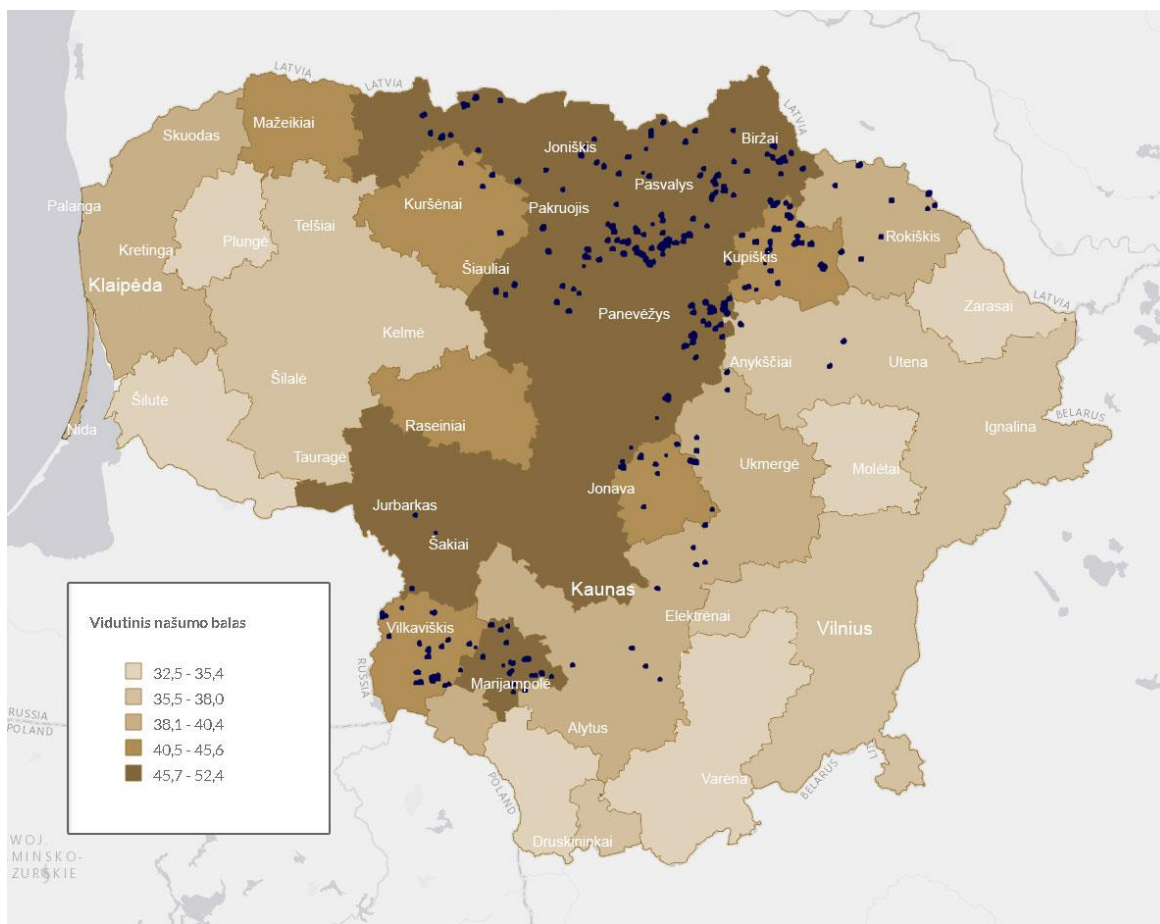 LATVIA
LATVIA
Mažeikiai
Skuodas
Joniškis
Biržai
LATVIA
Pasvalys
Palanga
Kuršėnai
Pakruojis
Telšiai
Plungė
Kretinga
Rokiškis
Kupiškis
Šiauliai
Klaipėda
Zarasai
LATVIA
Panevėžys
Kelmė
Anykščiai
Utena
Šilalė
Šilutė
BELARUS
Raseiniai
Ignalina
Nida
Tauragė
Ukmergė
Molėtai
Jonava
Jurbarkas
Šakiai
Kaunas
Elektrėnai
Vilkaviškis
Vilnius
RUSSIA
Marijampolė
Alytus
RUSSIA
POLAND
POLAND
Varėna
BELARUS
LIT
Druskininkai
WOJ.
MINSKO-
ZURSKIE
Vidutinis našumo balas
32,5 - 35,4
35,5 - 38,0
38,1 - 40,4
40,5 - 45,6
45,7 - 52,4